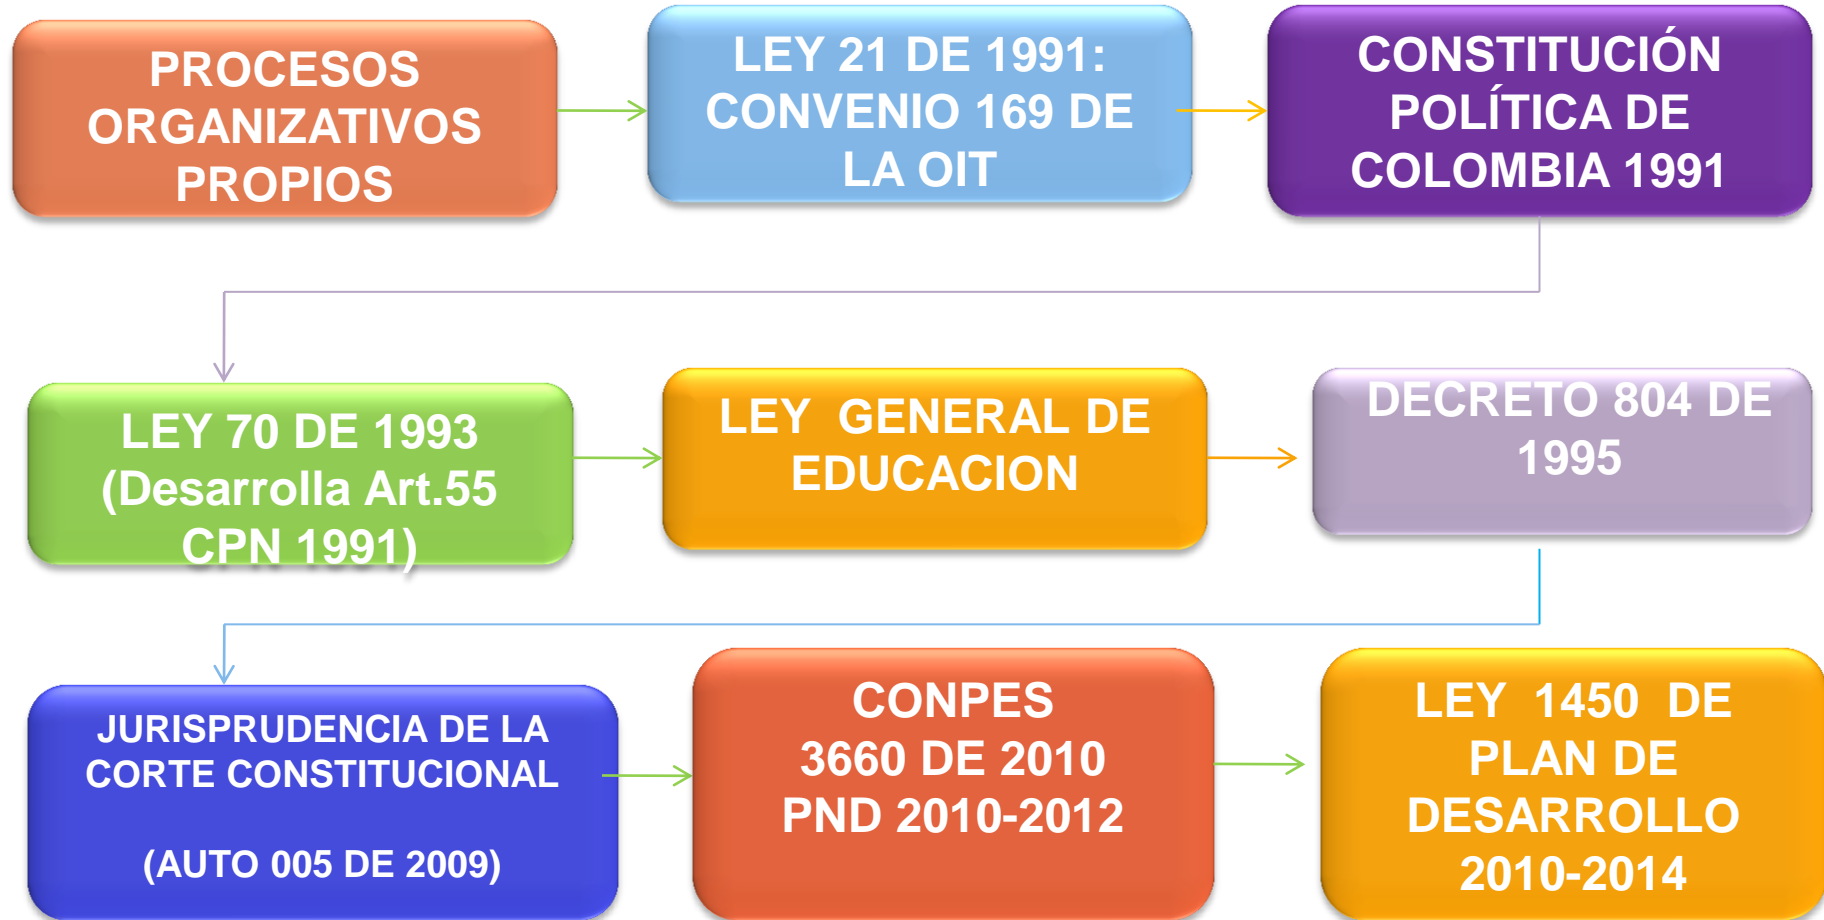 PROCESOS
ORGANIZATIVOS
PROPIOS
LEY 21 DE 1991:
CONVENIO 169 DE
LA OIT
CONSTITUCIÓN
POLÍTICA DE
COLOMBIA 1991
LEY 70 DE 1993
(Desarrolla Art.55
CPN 1991)
LEY GENERAL DE
EDUCACION
DECRETO 804 DE
1995
JURISPRUDENCIA DE LA
CORTE CONSTITUCIONAL
(AUTO 005 DE 2009)
CONPES
3660 DE 2010
PND 2010-2012
LEY 1450 DE
PLAN DE
DESARROLLO
2010-2014